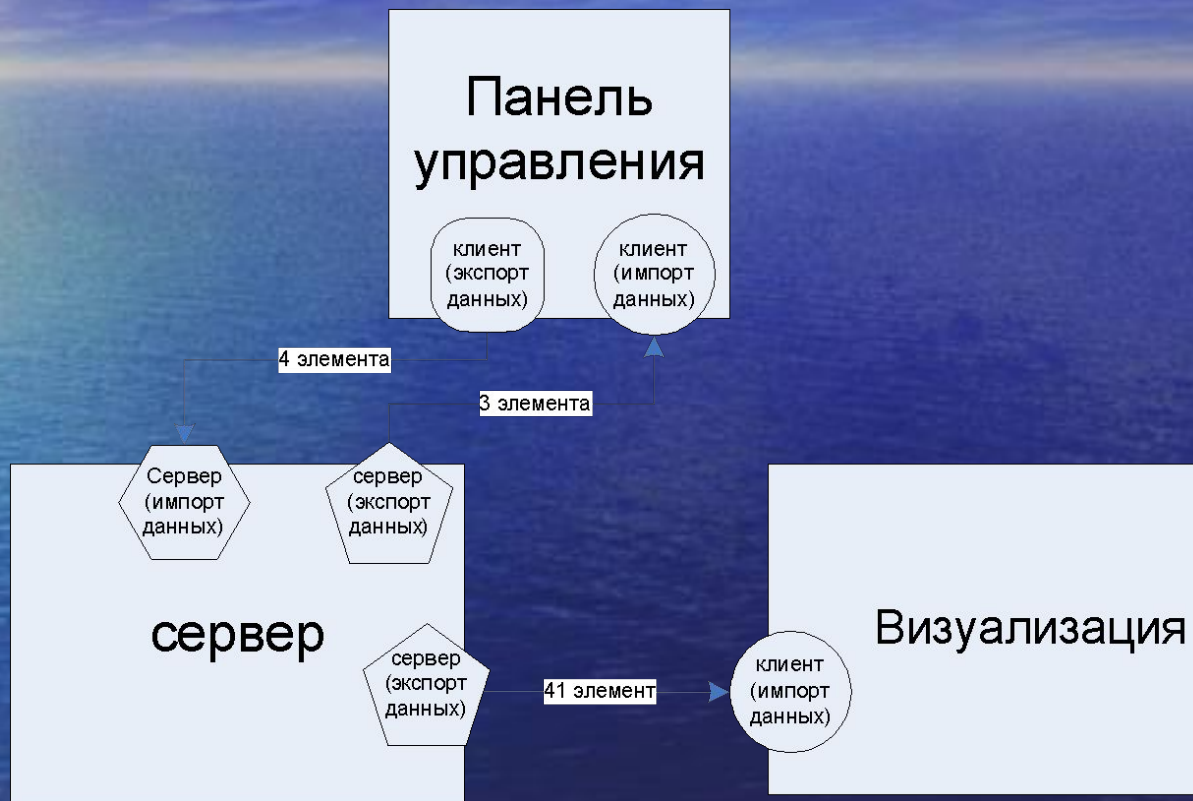 Панель
управления
клиент
(экспорт
данных)
клиент
(импорт
данных)
4 элемента
3 элемента
Сервер
(импорт
данных)
сервер
(экспорт
данных)
сервер
сервер
(экспорт
данных)
41 элемент
клиент
(импорт
данных)
Визуализация